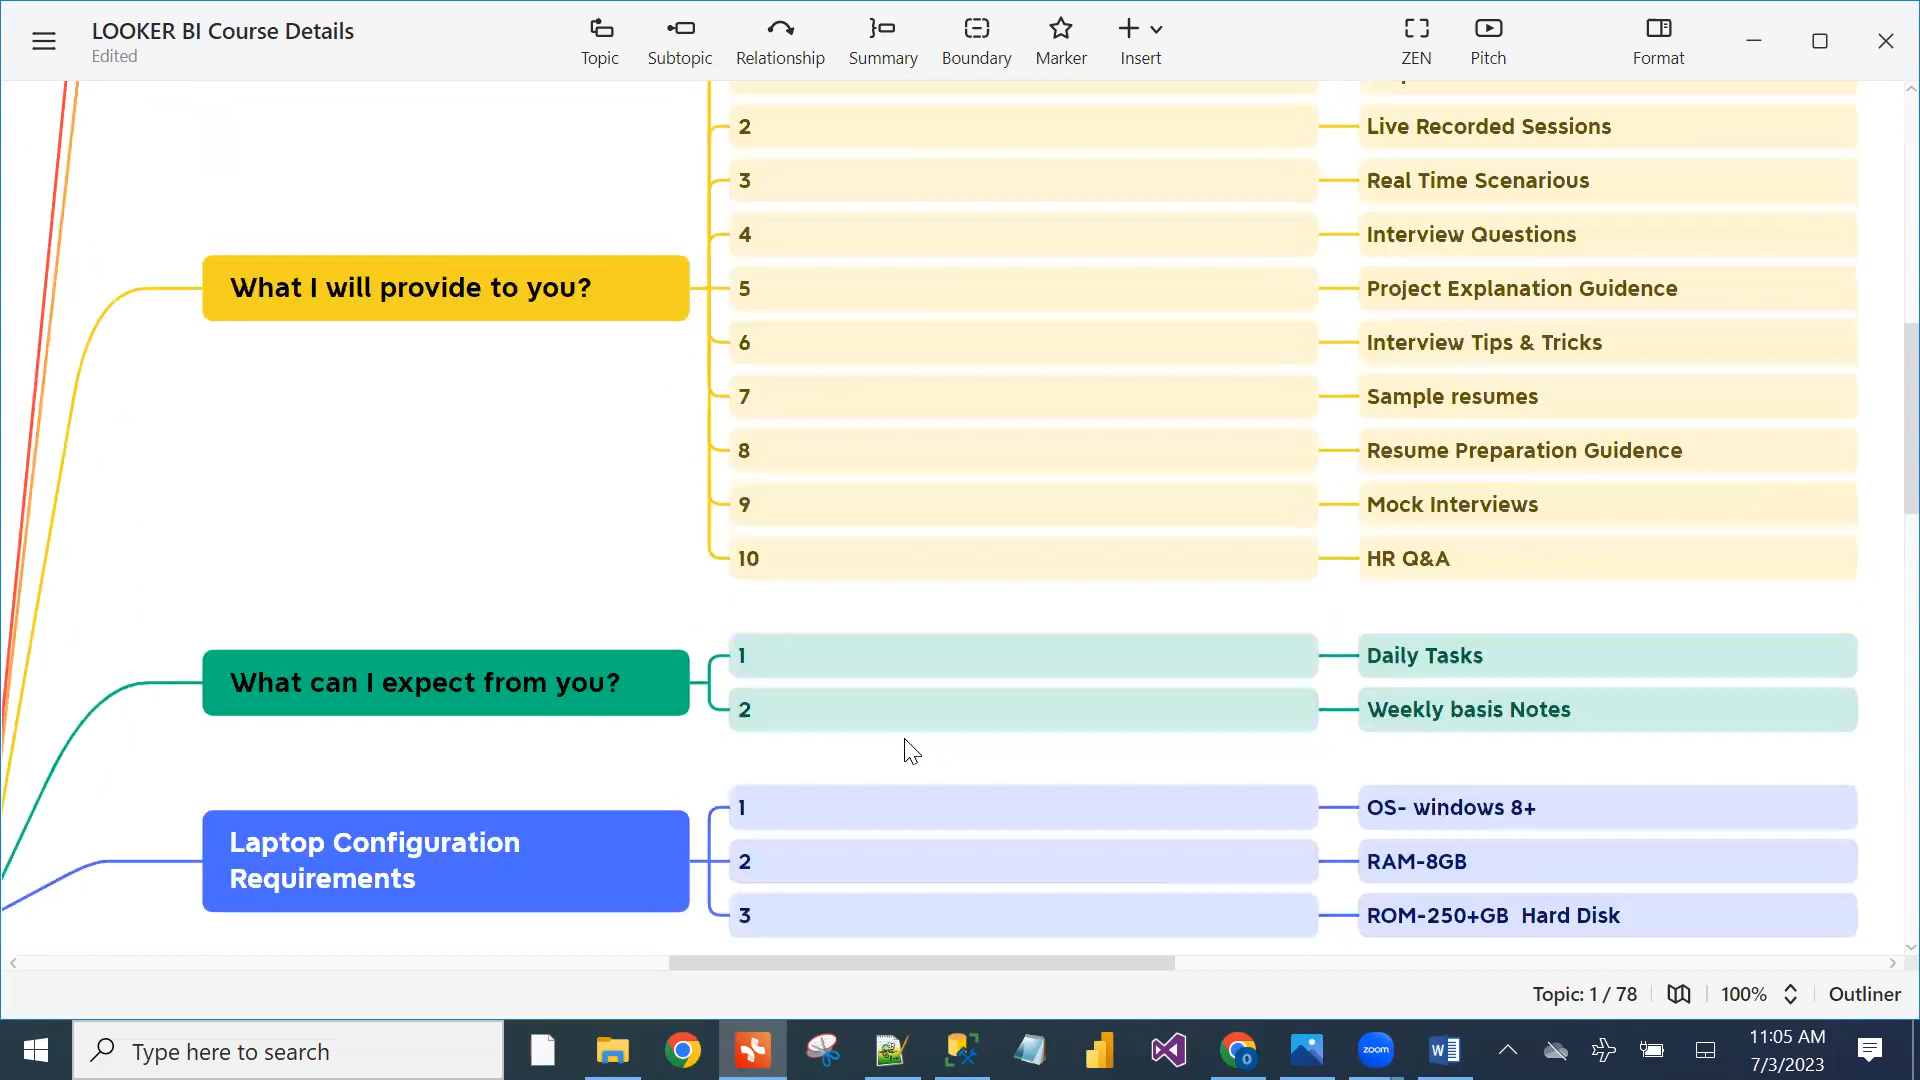 LOOKER BI Course Details
Edited
Topic
Subtopic
Relationship
Summary
Boundary
Marker
Insert
ZEN
Pitch
Format
2 Live Recorded Sessions
3 Real Time Scenarious
4 Interview Questions
What I will provide to you?
5 Project Explanation Guidence
6 Interview Tips & Tricks
7 Sample resumes
8 Resume Preparation Guidence
9 Mock Interviews
10 HR Q&A
What can I expect from you?
1 Daily Tasks
2 Weekly basis Notes
Laptop Configuration
Requirements
1 OS- windows 8+
2 RAM-8GB
3 ROM-250+GB  Hard Disk
Topic: 1 / 78
100%
Outliner
Type here to search
zoom
11:05 AM
7/3/2023